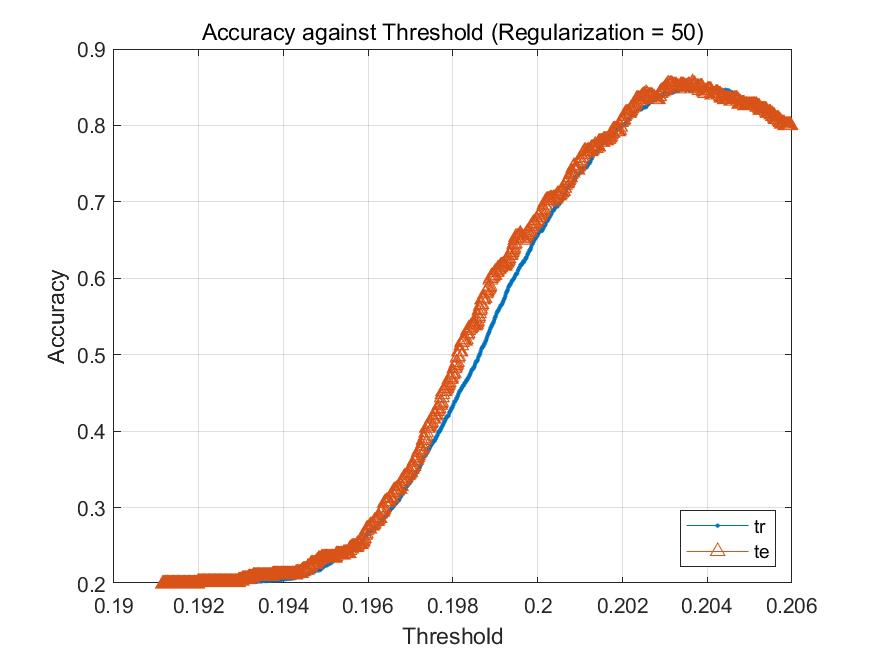 Accuracy against Threshold (Regularization = 50)
0.9
0.8
0.7
0.6
0.5
0.4
0.3
0.2
Accuracy
tr
te
0.19 0.192 0.194 0.196 0.198 0.2 0.202 0.204 0.206
Threshold